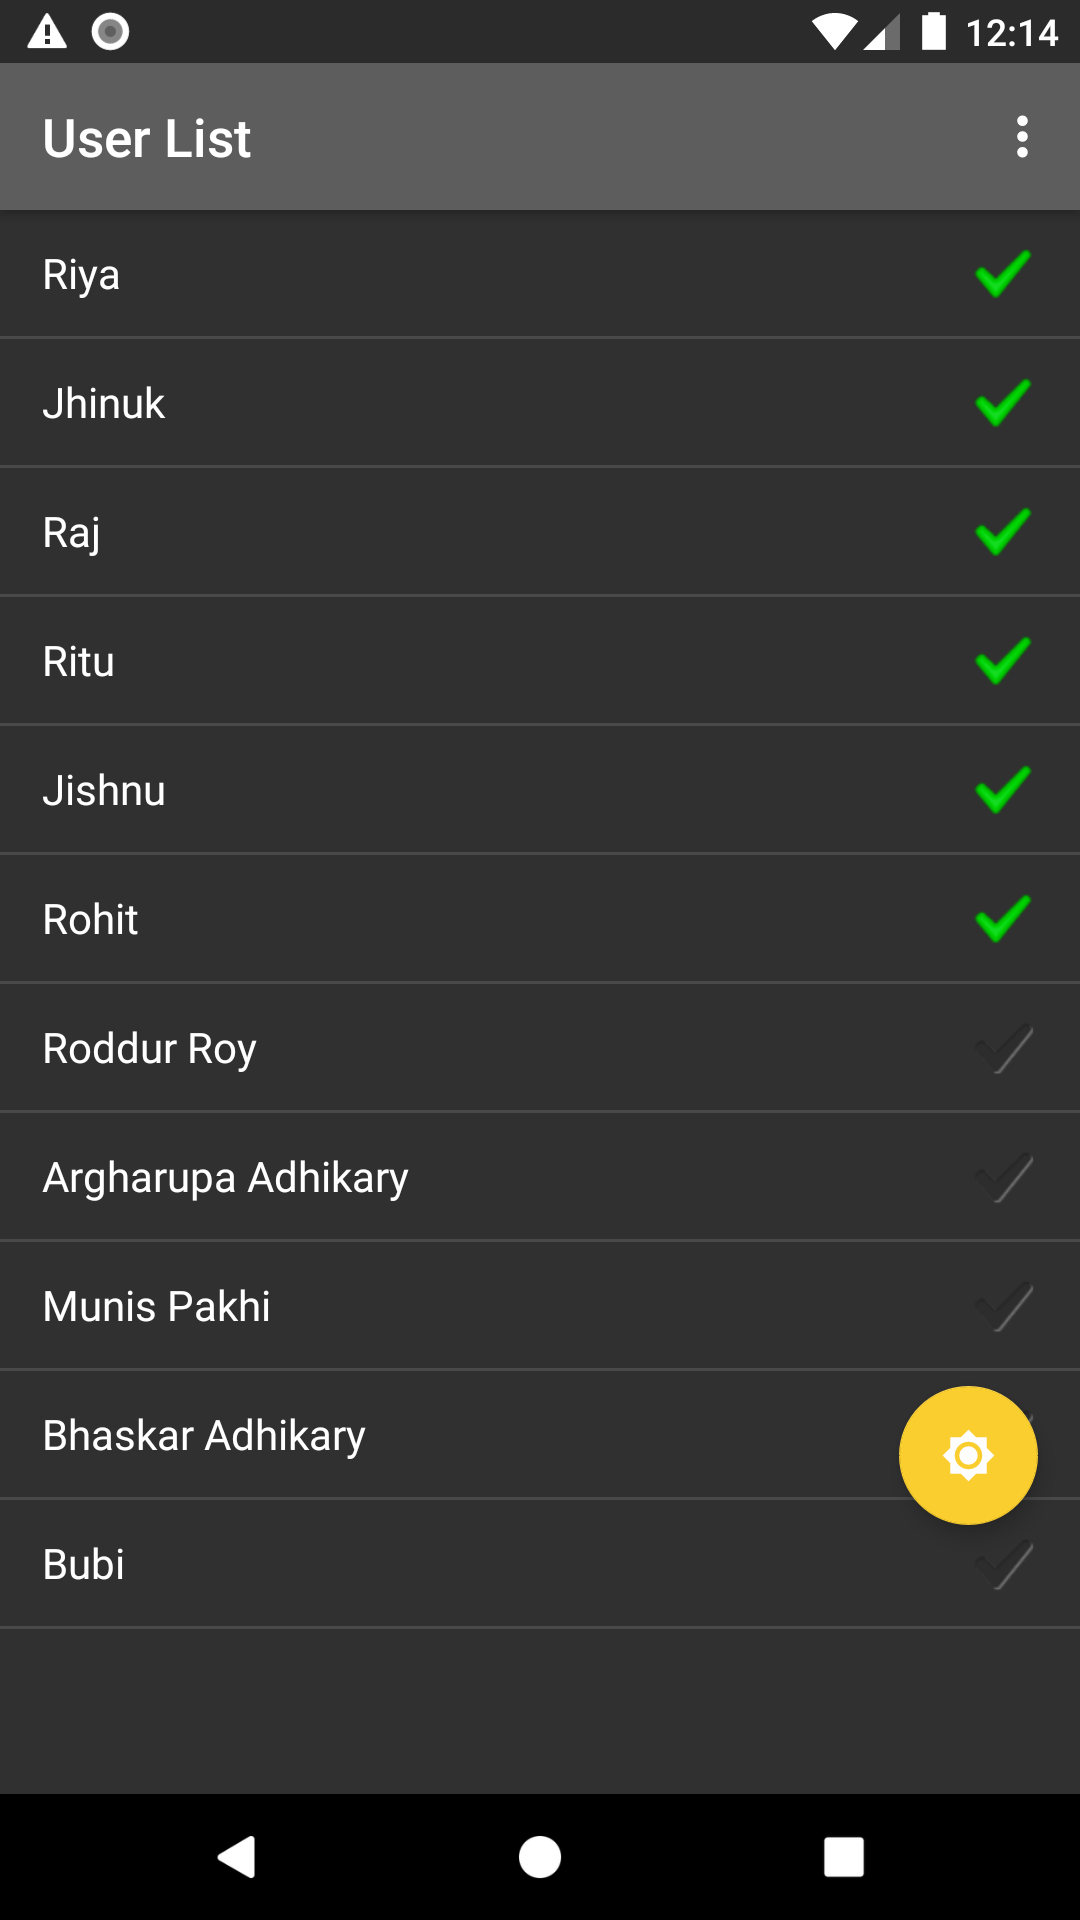 12:14
User List
Riya
Jhinuk
Raj
Ritu
Jishnu
Rohit
Roddur Roy
Argharupa Adhikary
Munis Pakhi
Bhaskar Adhikary
Bubi